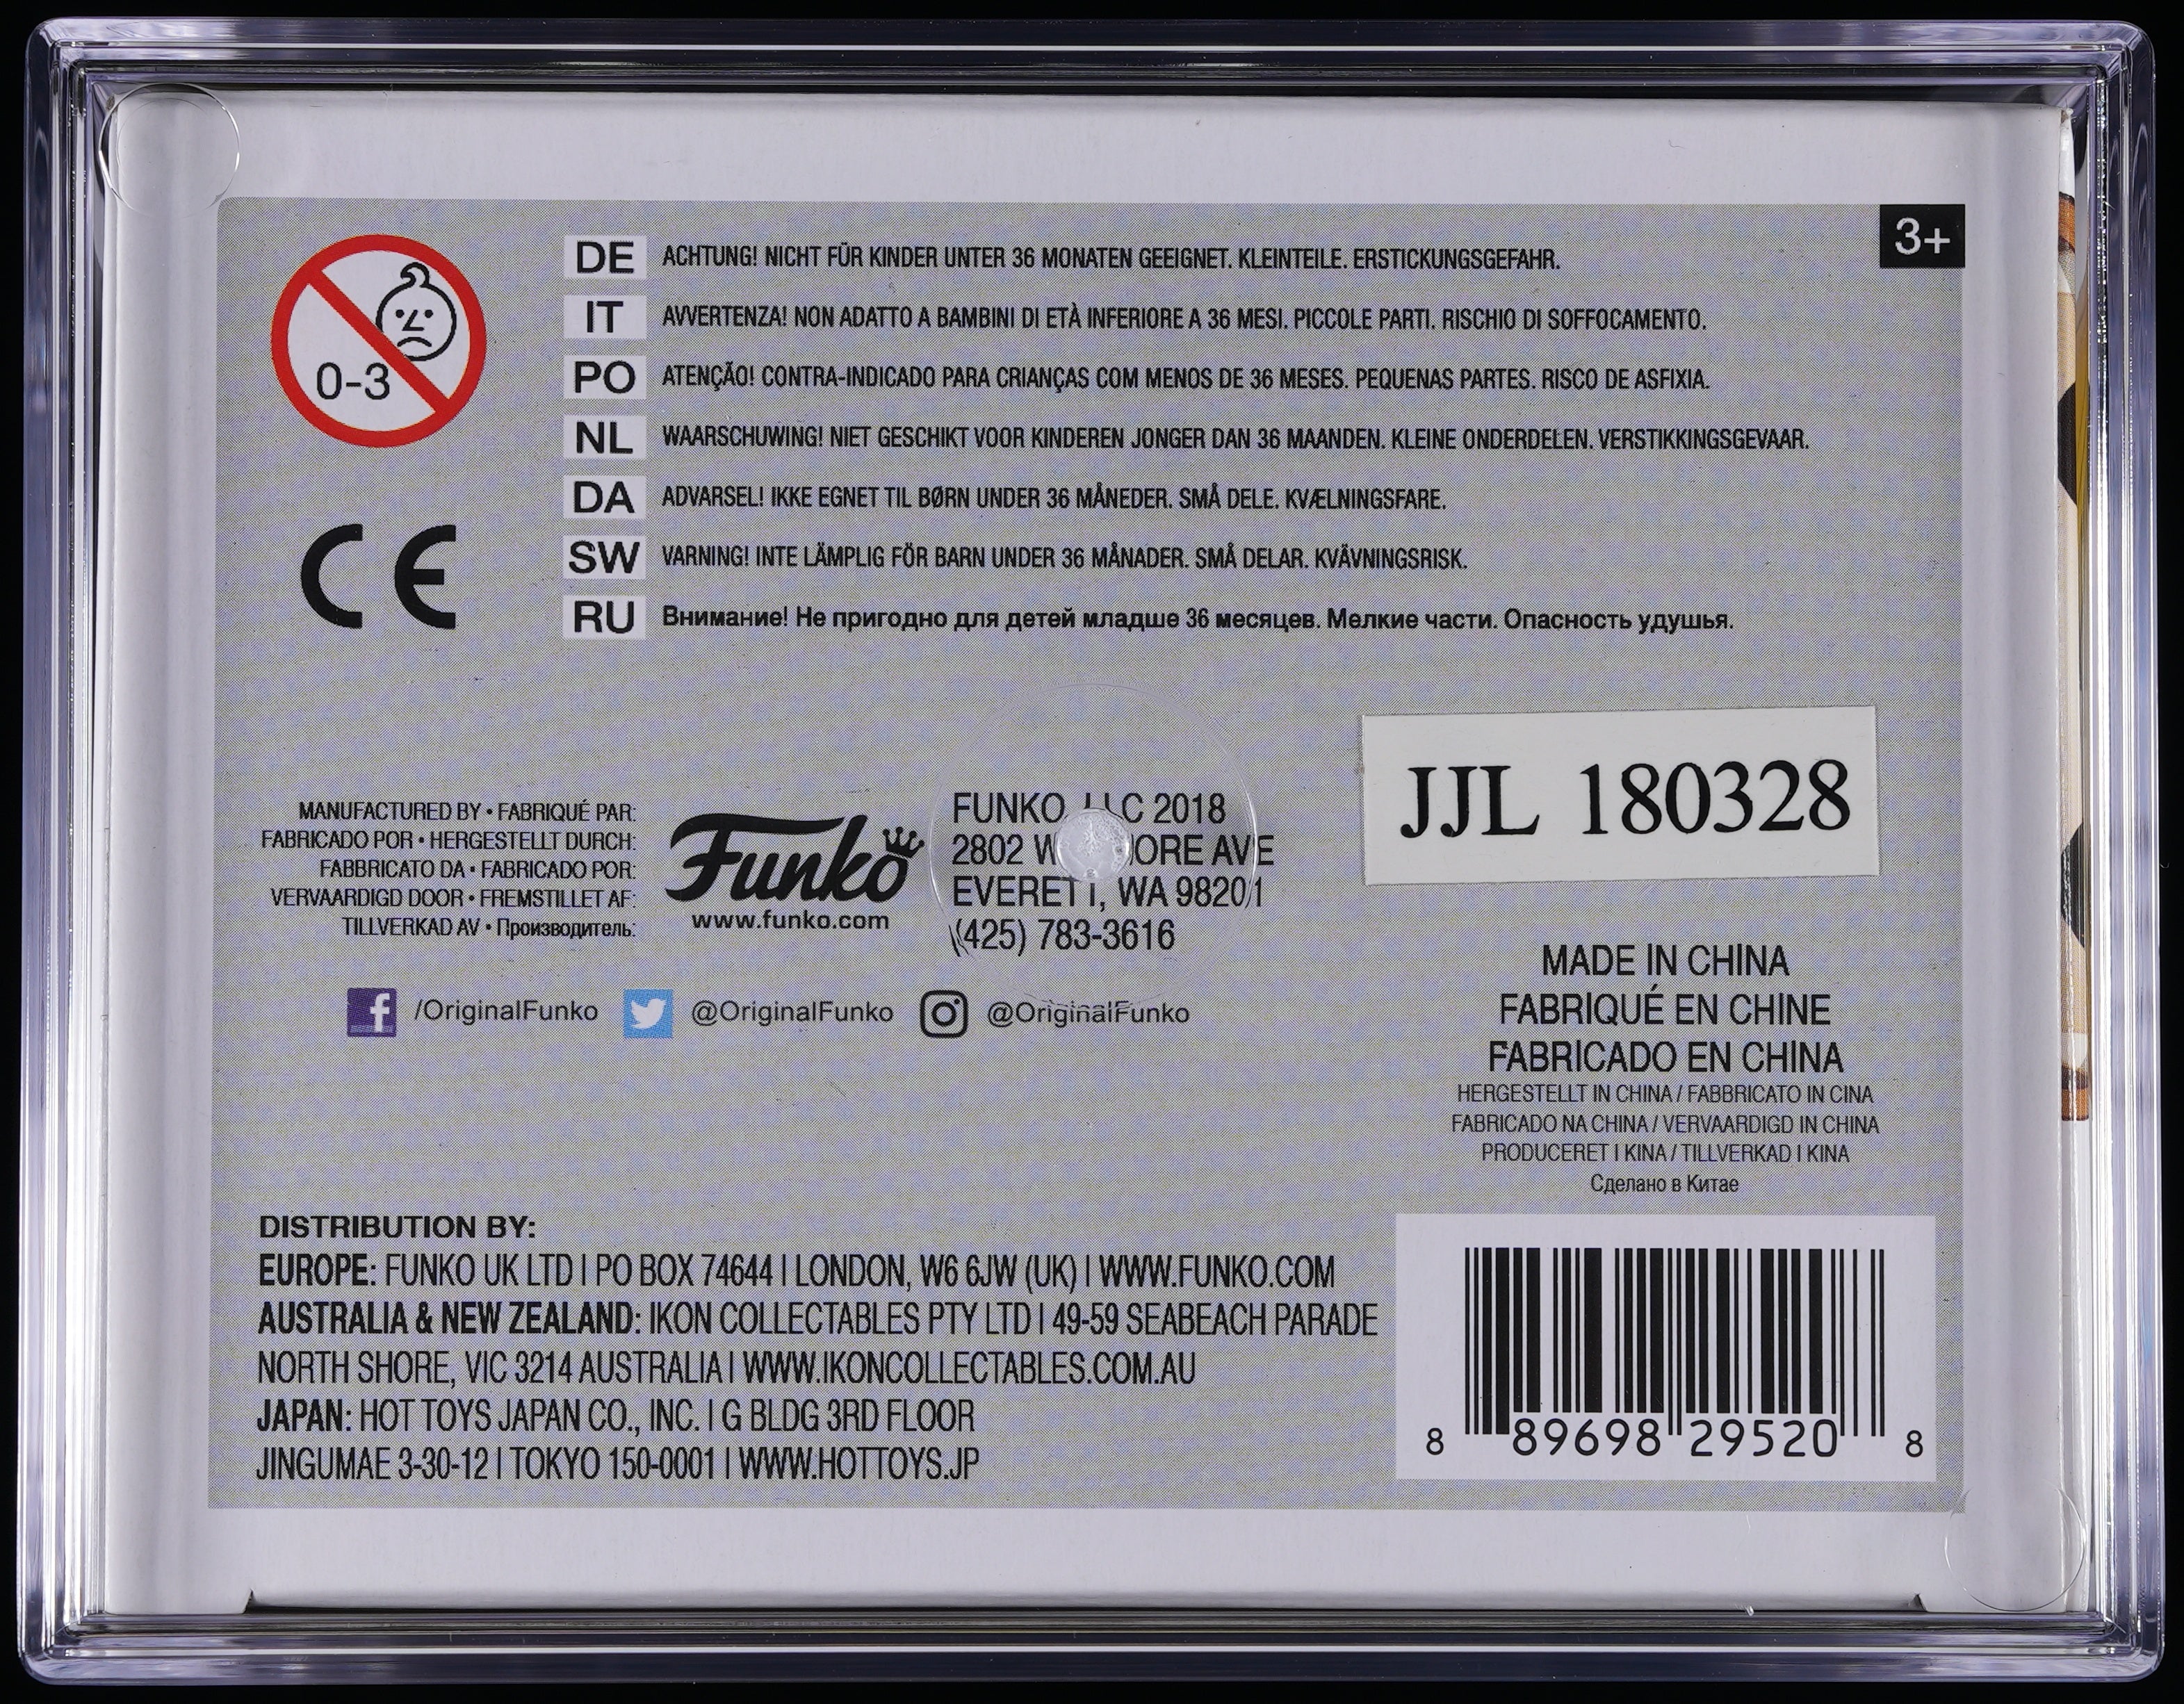 3+
0-3
DE ACHTUNG! NICHT FÜR KINDER UNTER 36 MONATEN GEEIGNET. KLEINTEILE. ERSTICKUNGSGEFAHR.
IT AVVERTENZA! NON ADATTO A BAMBINI DI ETÀ INFERIORE A 36 MESI. PICCOLE PARTI. RISCHIO DI SOFFOCAMENTO.
PO ATENÇÃO! CONTRA-INDICADO PARA CRIANÇAS COM MENOS DE 36 MESES. PEQUENAS PARTES. RISCO DE ASFIXIA.
NL WAARSCHUWING! NIET GESCHIKT VOOR KINDEREN JONGER DAN 36 MAANDEN. KLEINE ONDERDELEN. VERSTIKKINGSGEVAAR.
DA ADVARSEL! IKKE EGNET TIL BØRN UNDER 36 MÅNEDER. SMÅ DELE. KVÆLNINGSFARE.
SW VARNING! INTE LÄMPLIG FÖR BARN UNDER 36 MÅNADER. SMÅ DELAR. KVÄVNINGSRISK.
RU Внимание! Не пригодно для детей младше 36 месяцев. Мелкие части. Опасность удушья.
CE
MANUFACTURED BY • FABRIQUÉ PAR:
FABRICADO POR • HERGESTELLT DURCH:
FABBRICATO DA • FABRICADO POR:
VERVAARDIGD DOOR • FREMSTILLET AF:
TILLVERKAD AV • Производитель:
Funko
www.funko.com
FUNKO, LLC 2018
2802 AVE
EVERETT, WA 98201
(425) 783-3616
JJL 180328
/OriginalFunko @OriginalFunko @OriginalFunko
MADE IN CHINA
FABRIQUÉ EN CHINE
FABRICADO EN CHINA
HERGESTELLT IN CHINA / FABBRICATO IN CINA
FABRICADO NA CHINA / VERVAARDIGD IN CHINA
PRODUCERET I KINA / TILLVERKAD I KINA
Сделано в Китае
DISTRIBUTION BY:
EUROPE: FUNKO UK LTD | PO BOX 74644 | LONDON, W6 6JW (UK) | WWW.FUNKO.COM
AUSTRALIA & NEW ZEALAND: IKON COLLECTABLES PTY LTD | 49-59 SEABEACH PARADE
NORTH SHORE, VIC 3214 AUSTRALIA | WWW.IKONCOLLECTABLES.COM.AU
JAPAN: HOT TOYS JAPAN CO., INC. | G BLDG 3RD FLOOR
JINGUMAE 3-30-12 | TOKYO 150-0001 | WWW.HOTTOYS.JP
8 89698 29520 8